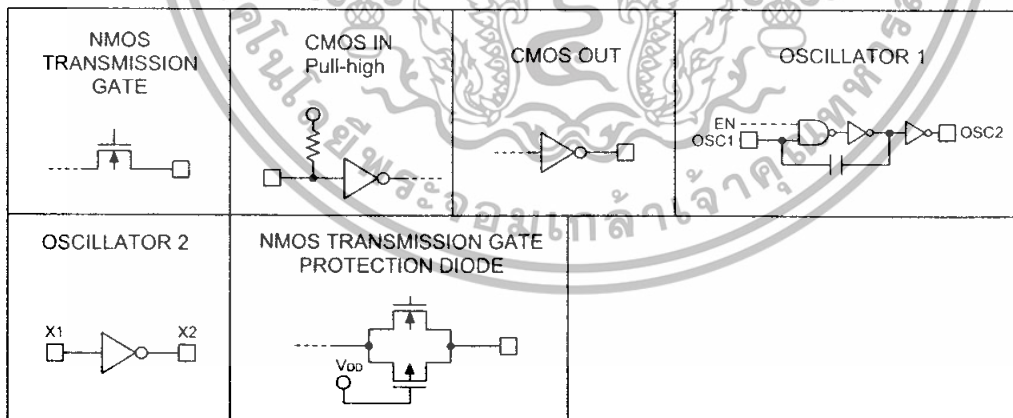 NMOS
TRANSMISSION
GATE
CMOS IN
Pull-high
CMOS OUT
OSCILLATOR 1
EN
OSC1
OSC2
OSCILLATOR 2
X1
X2
NMOS TRANSMISSION GATE
PROTECTION DIODE
VDD